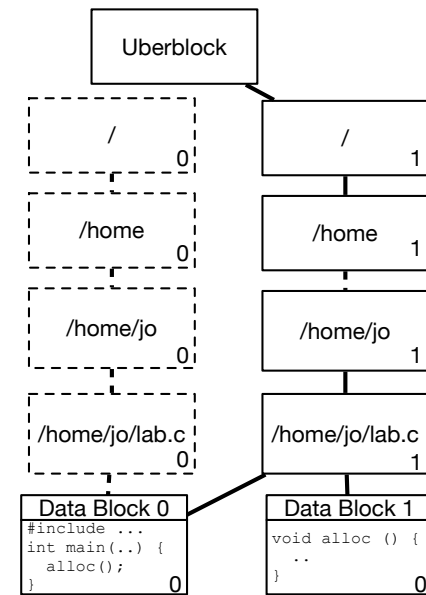 Uberblock
/
0
/
1
/home
0
/home
1
/home/jo
0
/home/jo
1
/home/jo/lab.c
0
/home/jo/lab.c
1
Data Block 0
#include ...
int main(..) {
alloc();
}
0
Data Block 1
void alloc () {
..
}
0